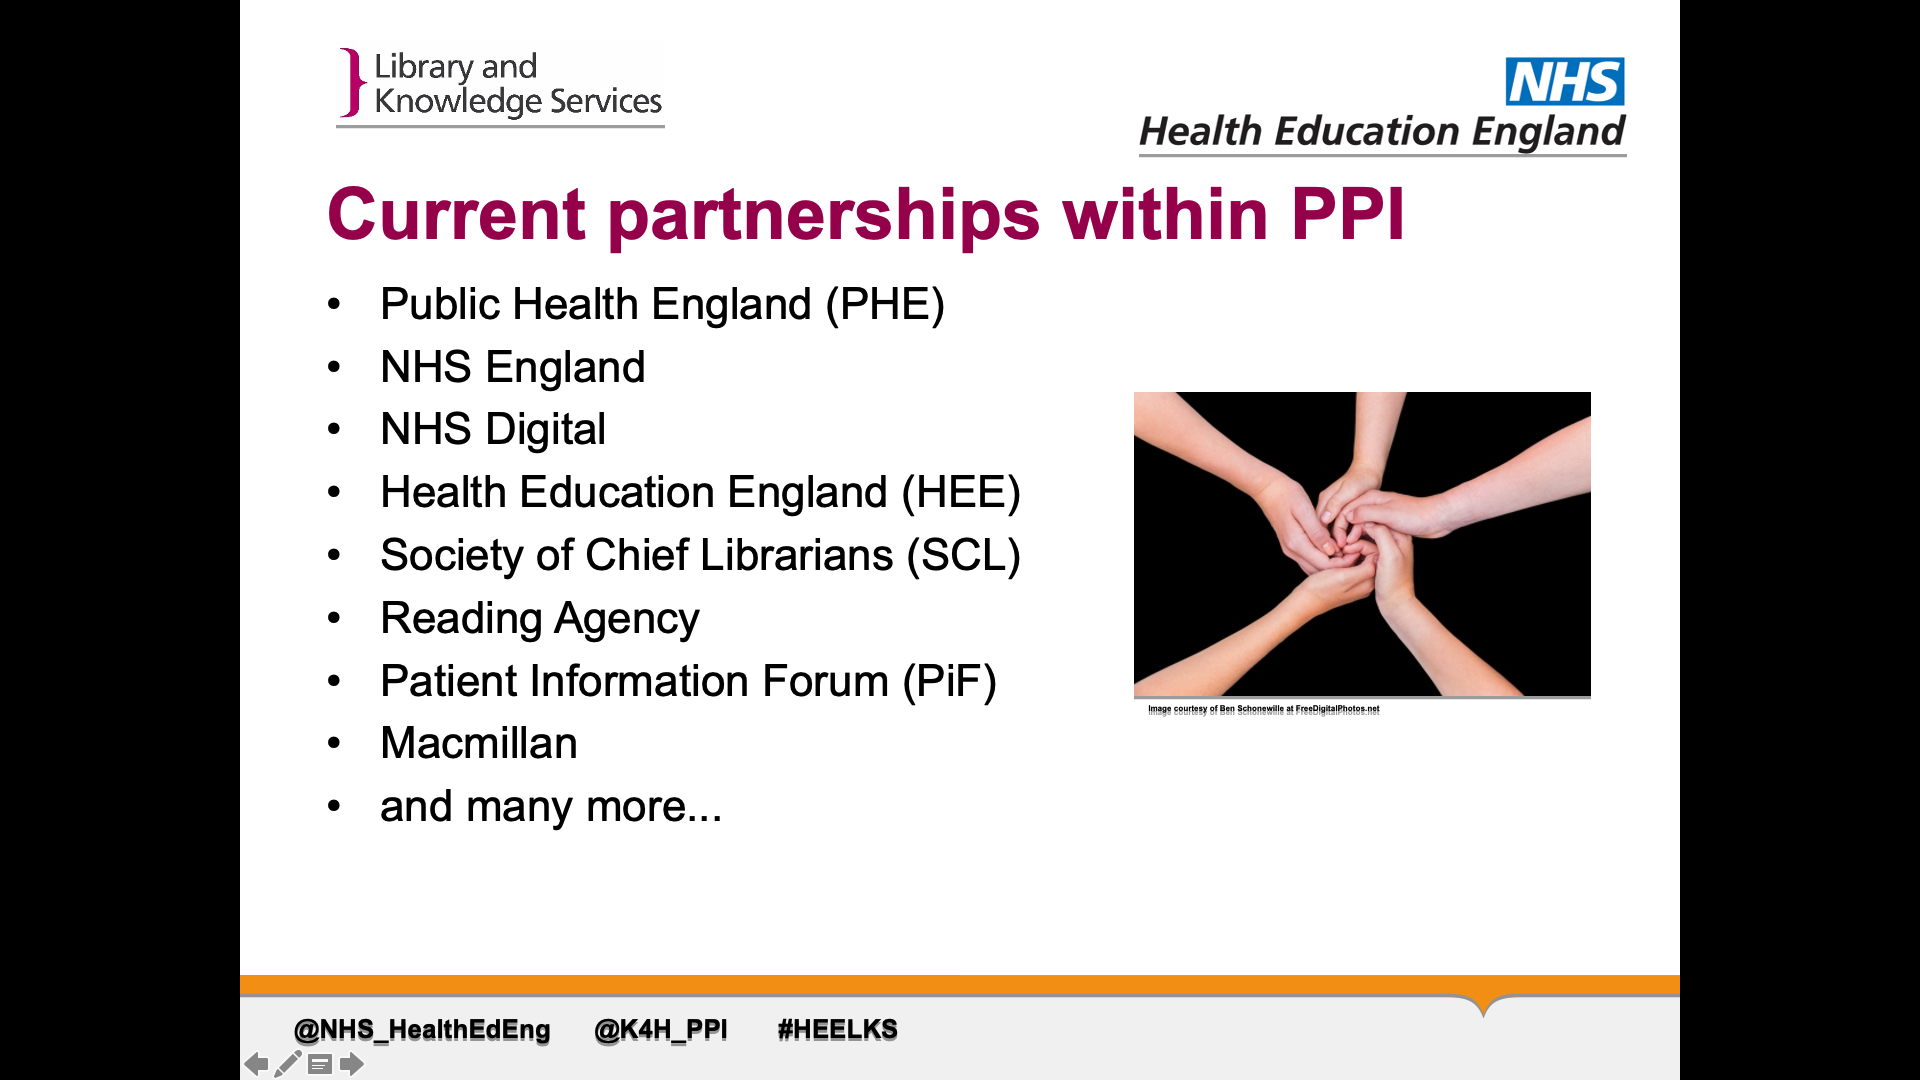 Library and
Knowledge Services
NHS
Health Education England
Current partnerships within PPI
• Public Health England (PHE)
• NHS England
• NHS Digital
• Health Education England (HEE)
• Society of Chief Librarians (SCL)
• Reading Agency
• Patient Information Forum (PiF)
• Macmillan
• and many more...
Image courtesy of Ben Schonewille at FreeDigitalPhotos.net
@NHS_HealthEdEng @K4H_PPI #HEELKS